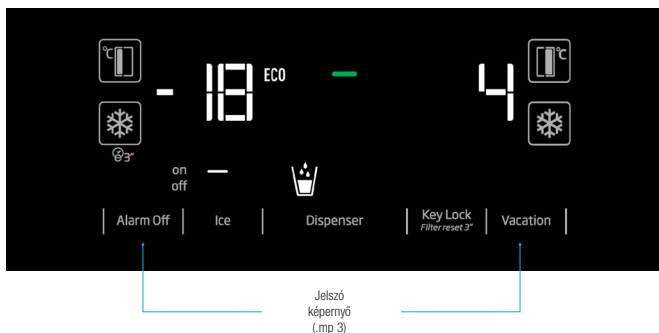 °C
°C
- 18 ECO
4
3"
on
off
Alarm Off
Ice
Dispenser
Key Lock
Filter reset 3"
Vacation
Jelszó
képernyő
(.mp 3)